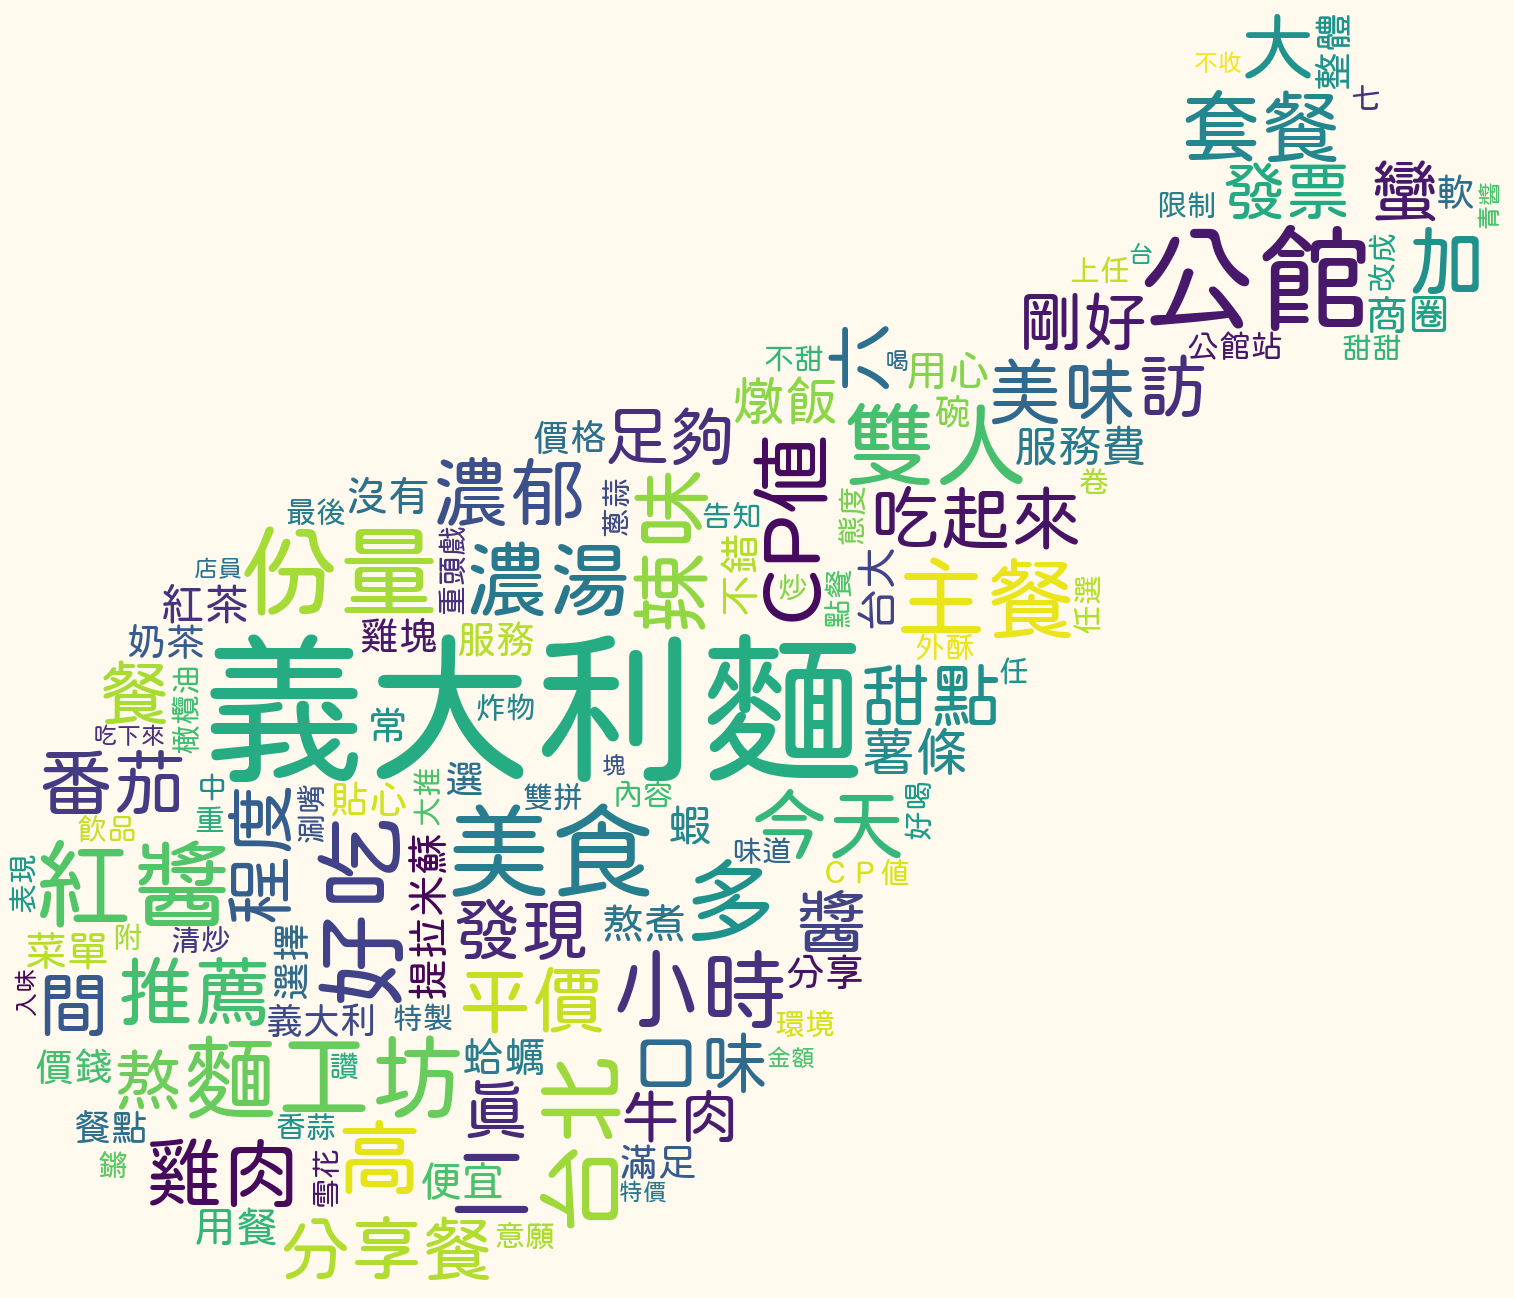 大
整體
不收
七
套餐
發票
蠻
軟
青醬
限制
公館
加
改成
台
上任
剛好
商圈
公館站
甜甜
六
不甜
喝
用心
美味
訪
燉飯
碗
雙人
服務費
價格
足夠
卷
CP值
濃郁
沒有
最後
蔥蒜
辣味
告知
態度
吃起來
份量
重頭戲
濃湯
不錯
炒
點餐
台大
主餐
任選
店員
紅茶
奶茶
雞塊
服務
外酥
義大利麵
甜點
任
餐
橄欖油
常
炸物
吃下來
薯條
番茄
中
重
程度
涮嘴
貼心
大推
選
塊
雙拼
內容
蝦
今天
好喝
飲品
味道
CP值
表現
紅醬
好吃
提拉米蘇
美食
多
醬
菜單
附
清炒
選擇
發現
熬煮
入味
間
推薦
平價
小時
分享
義大利
特製
環境
價錢
熬
麵工坊
讚
蛤蠣
口味
金額
台北
餐點
香蒜
真
牛肉
鏘
雞肉
雪花
高
便宜
二
滿足
特價
用餐
分享餐
意願